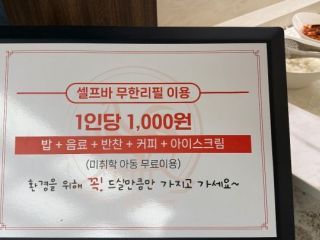 셀프바 무한리필 이용
1인당 1,000원
밥 + 음료 + 반찬 + 커피 + 아이스크림
(미취학 아동 무료이용)
환경을 위해 꼭! 드실만큼만 가지고 가세요~